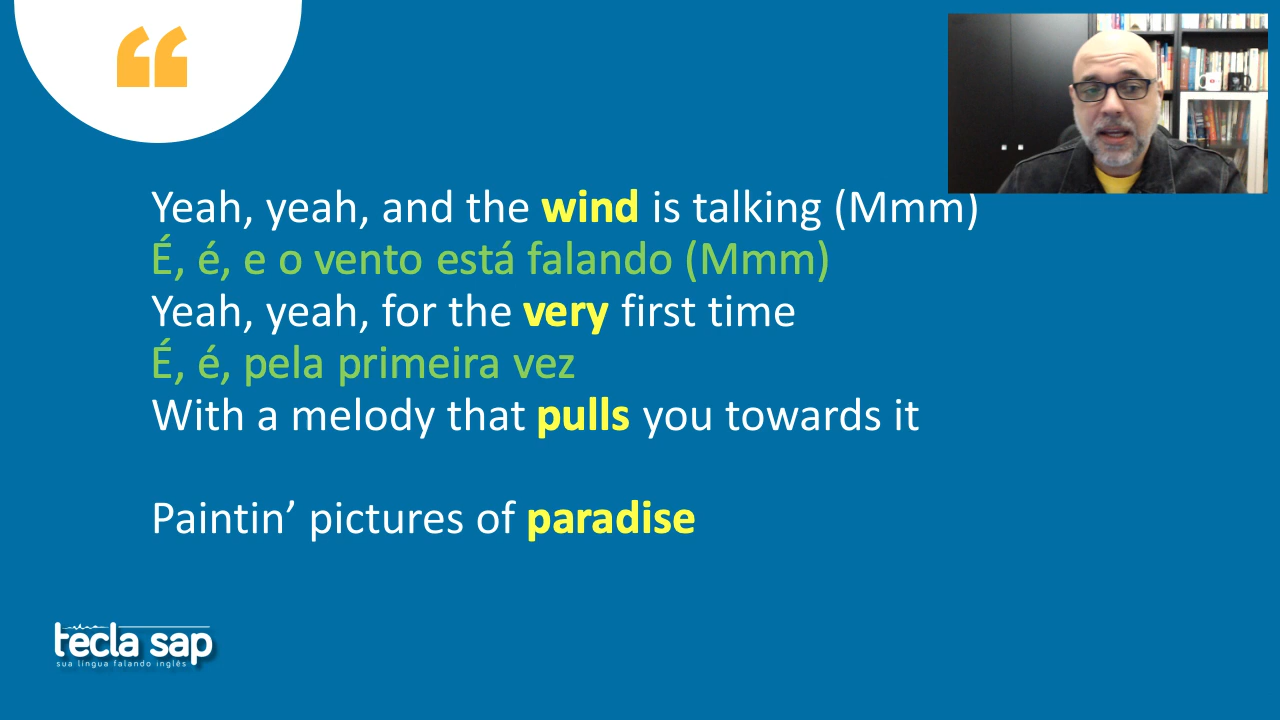 “
Yeah, yeah, and the wind is talking (Mmm)
É, é, e o vento está falando (Mmm)
Yeah, yeah, for the very first time
É, é, pela primeira vez
With a melody that pulls you towards it
Paintin’ pictures of paradise
tecla sap
sua língua falando inglês